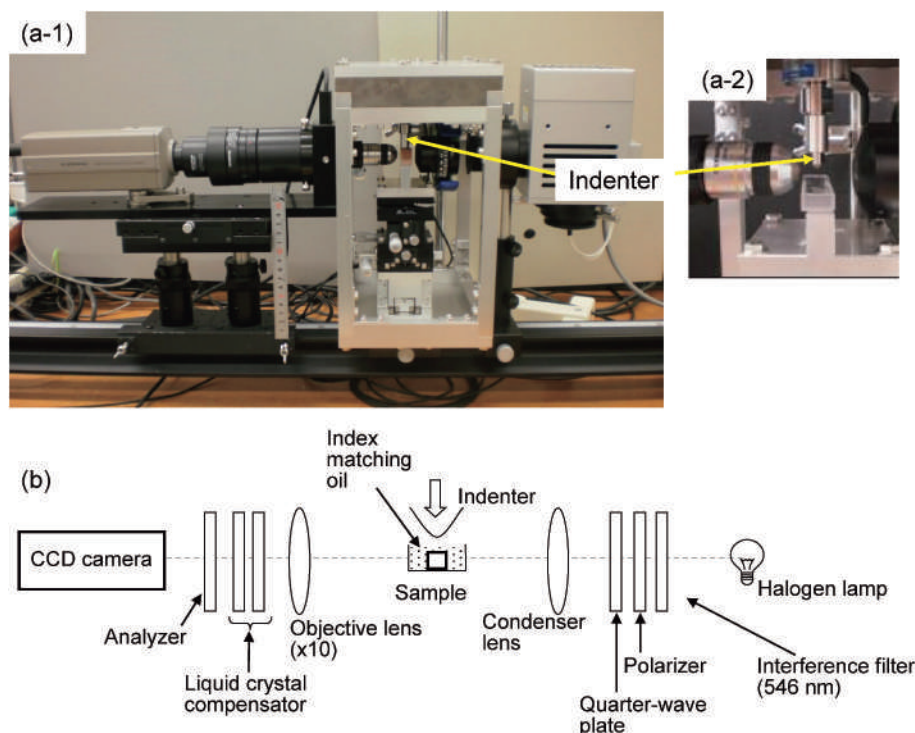 (a-1)
(a-2)
Indenter
(b)
Index
matching
oil
Indenter
CCD camera
Sample
Halogen lamp
Analyzer
Objective lens
(x10)
Condenser
lens
Liquid crystal
compensator
Polarizer
Quarter-wave
plate
Interference filter
(546 nm)